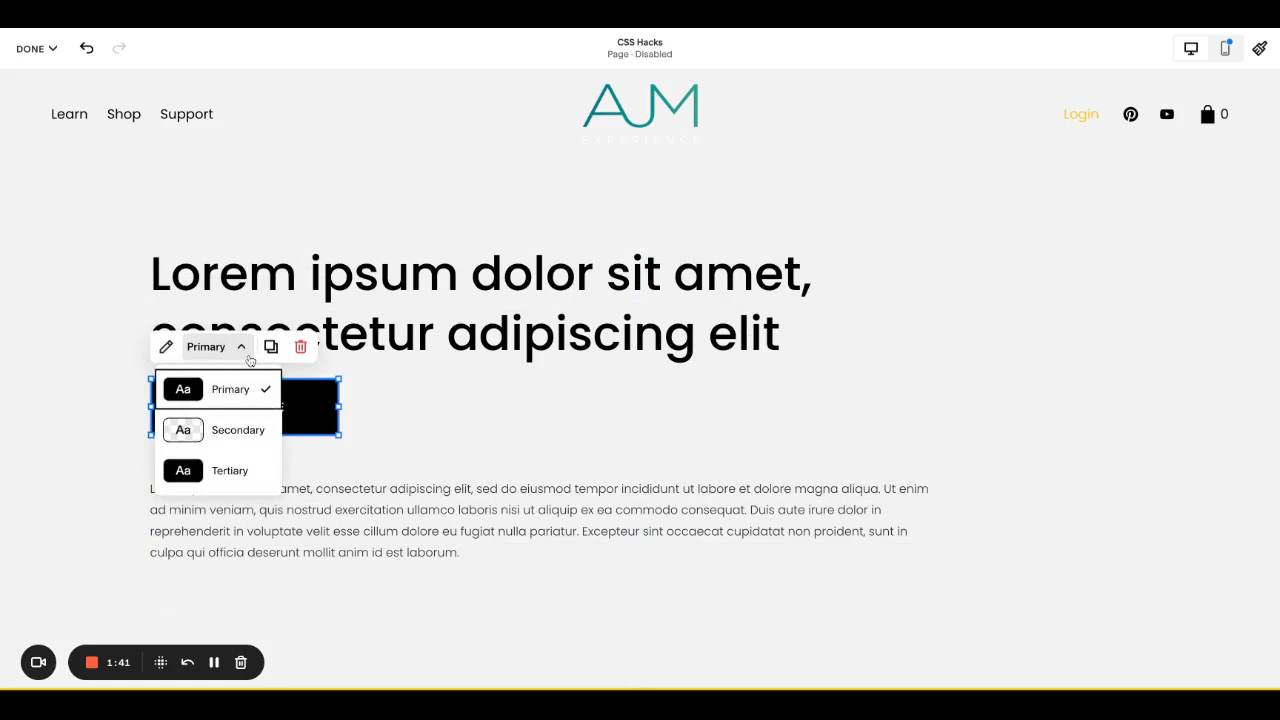 DONE
CSS Hacks
Page · Disabled
Learn Shop Support
AJM
EXPERIENCE
Login
0
Lorem ipsum dolor sit amet,
consectetur adipiscing elit
Primary
Aa Primary
Aa Secondary
Aa Tertiary
amet, consectetur adipiscing elit, sed do eiusmod tempor incididunt ut labore et dolore magna aliqua. Ut enim
ad minim veniam, quis nostrud exercitation ullamco laboris nisi ut aliquip ex ea commodo consequat. Duis aute irure dolor in
reprehenderit in voluptate velit esse cillum dolore eu fugiat nulla pariatur. Excepteur sint occaecat cupidatat non proident, sunt in
culpa qui officia deserunt mollit anim id est laborum.
1:41